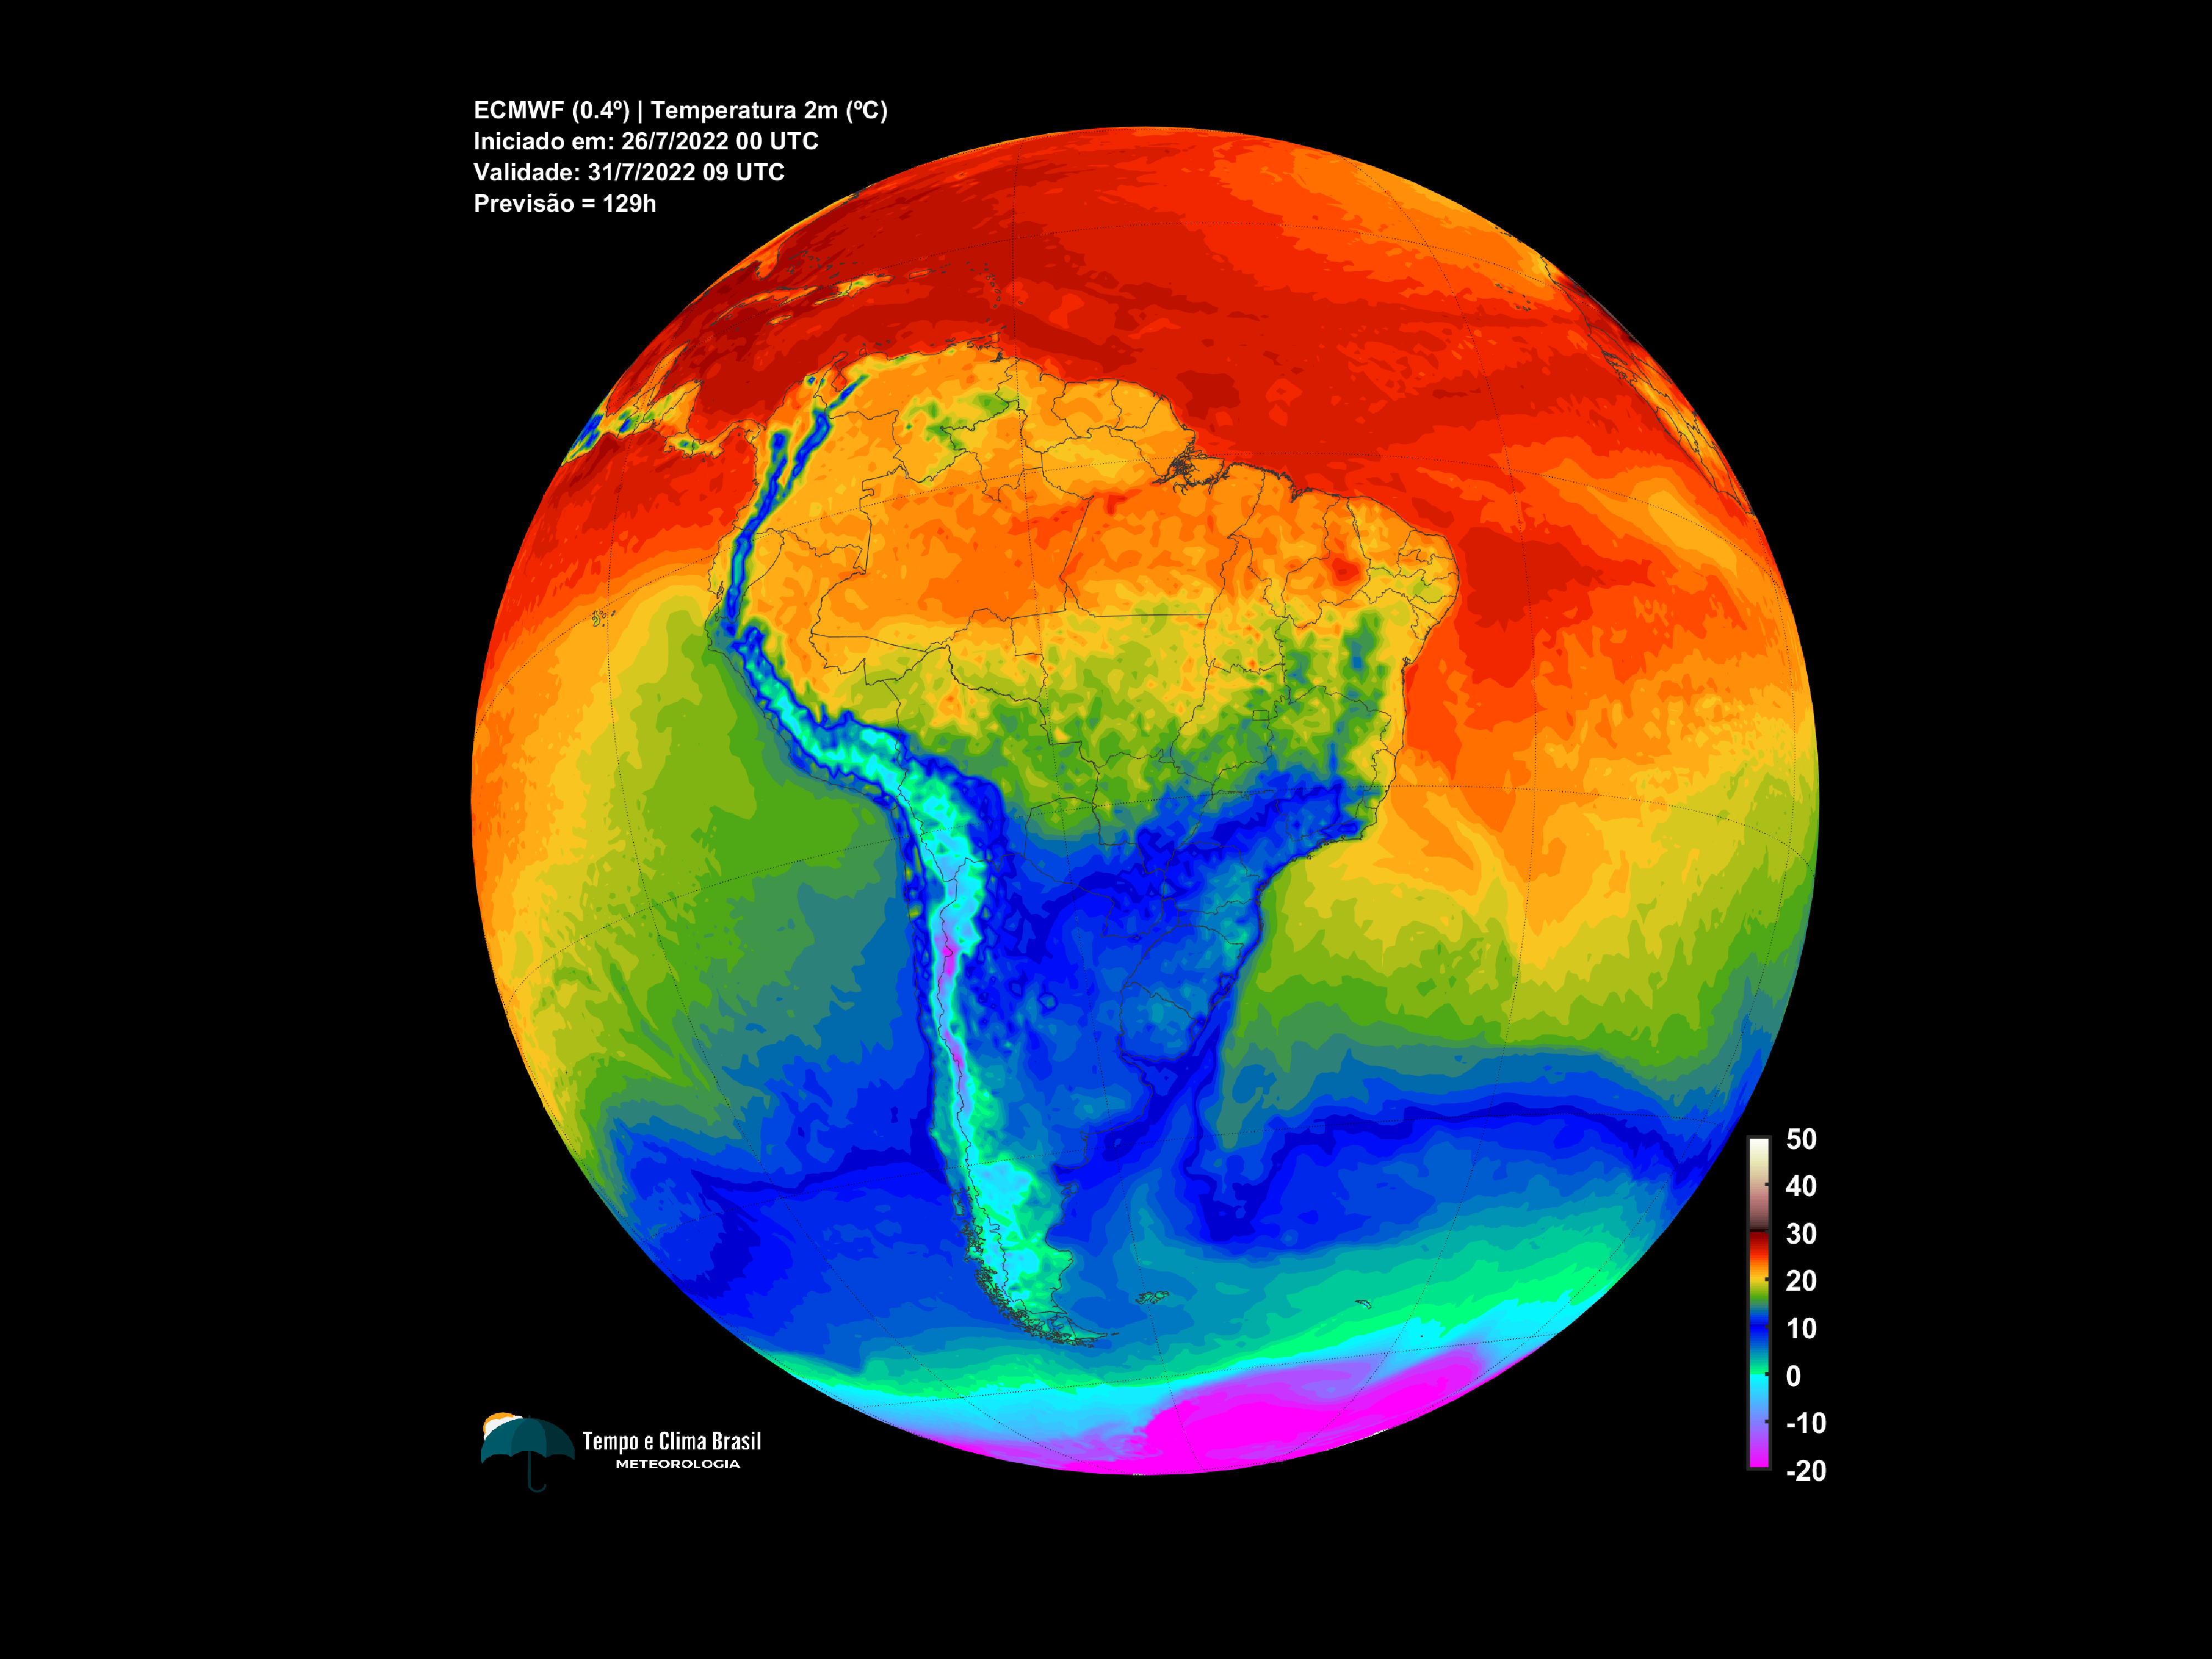 ECMWF (0.4º) | Temperatura 2m (ºC)
Iniciado em: 26/7/2022 00 UTC
Validade: 31/7/2022 09 UTC
Previsão = 129h
50
40
30
20
10
0
-10
-20
Tempo e Clima Brasil
METEOROLOGIA